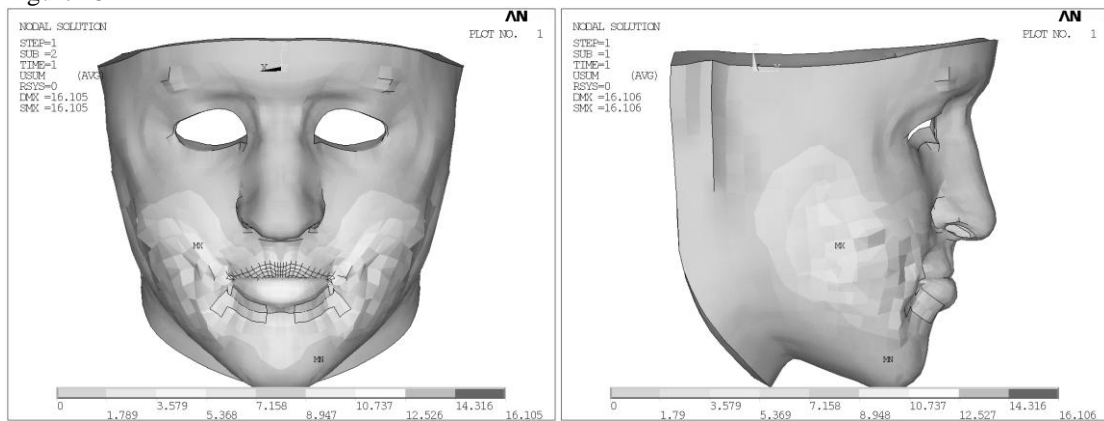 NODAL SOLUTION
STEP=1
SUB =2
TIME=1
USUM (AVG)
RSYS=0
DMX =16.105
SMX =16.105
AN
PLOT NO. 1
X
MX
MN
0 3.579 7.158 10.737 14.316
1.789 5.368 8.947 12.526 16.105
NODAL SOLUTION
STEP=1
SUB =1
TIME=1
USUM (AVG)
RSYS=0
DMX =16.106
SMX =16.106
AN
PLOT NO. 1
MX
MN
0 3.579 7.158 10.737 14.316
1.79 5.369 8.948 12.527 16.106